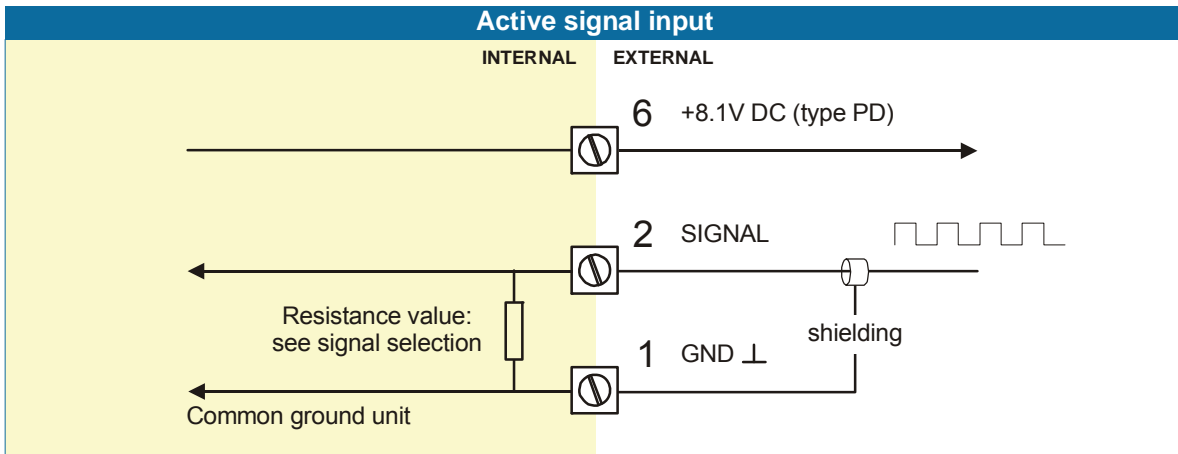 Active signal input
INTERNAL EXTERNAL
6 +8.1V DC (type PD)
2 SIGNAL
Resistance value:
see signal selection
shielding
1 GND ⊥
Common ground unit